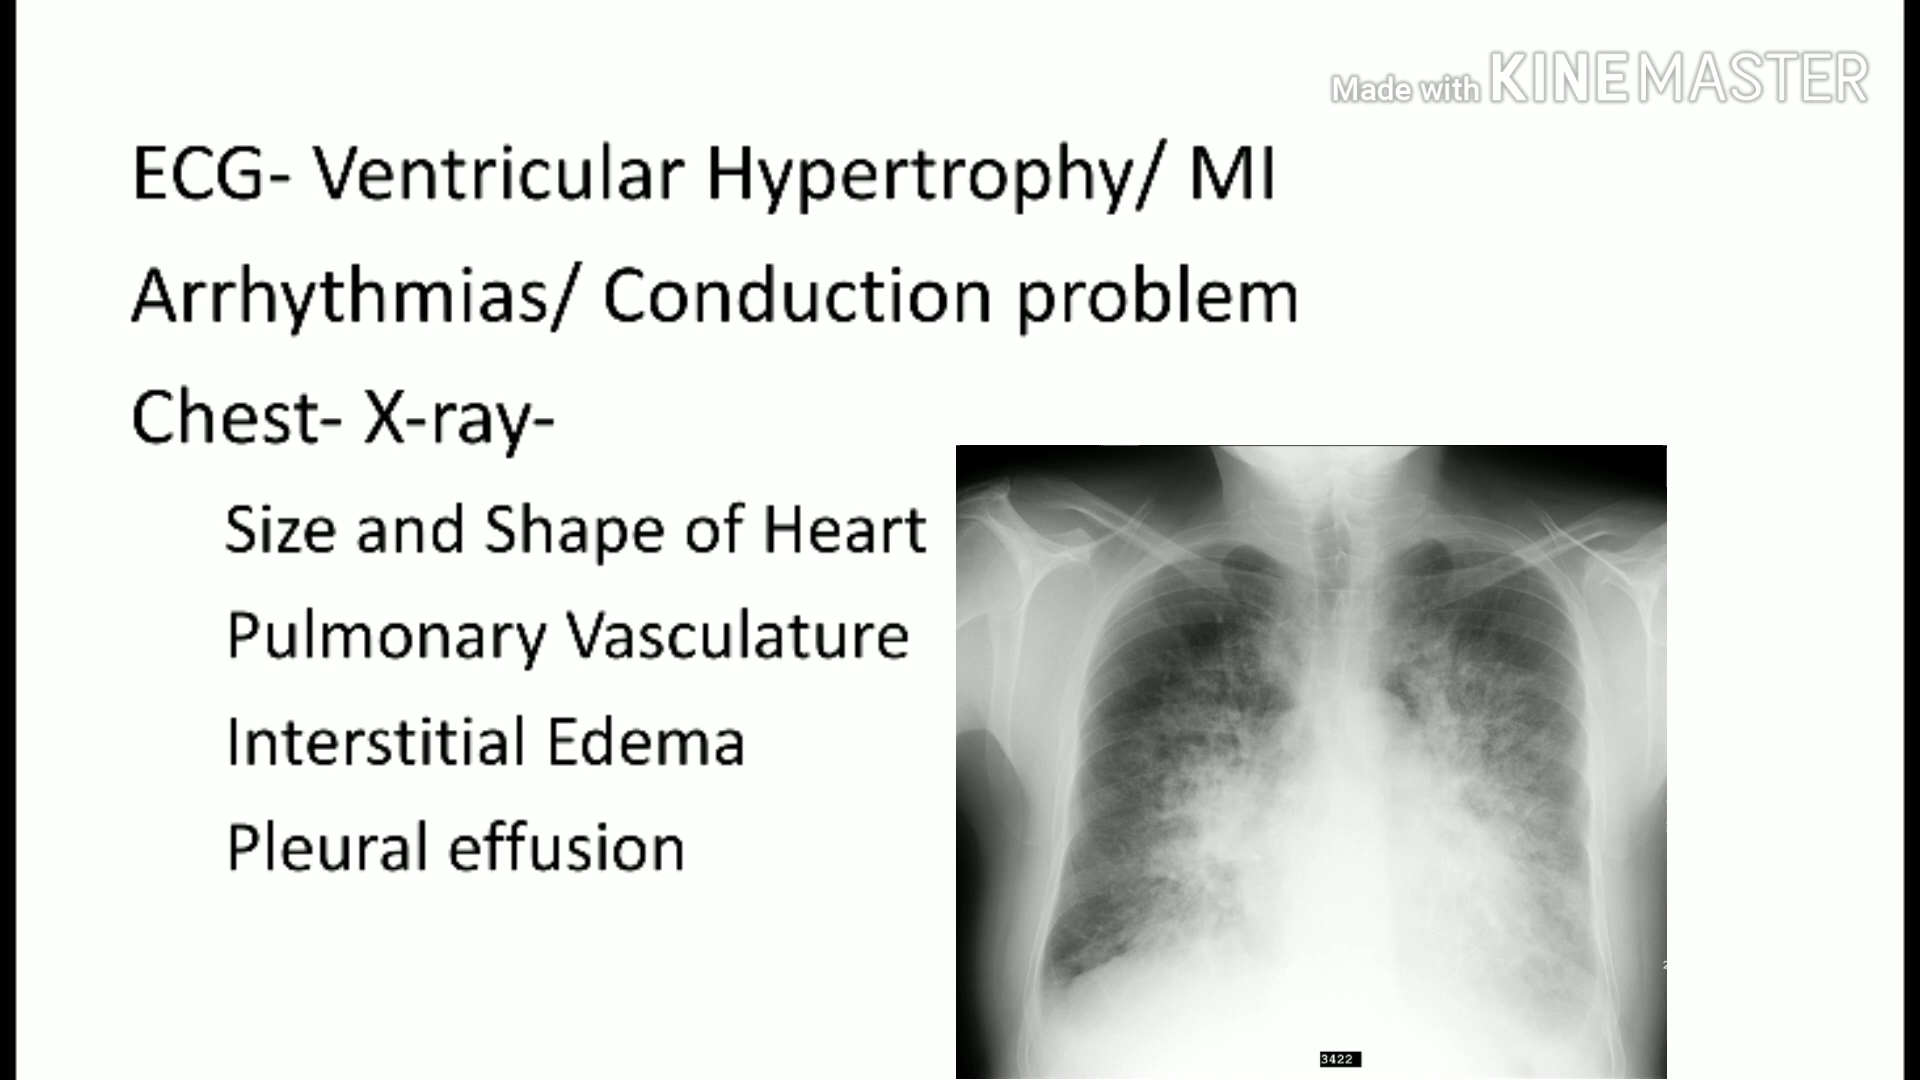 Made with KINEMASTER
ECG- Ventricular Hypertrophy/ MI
Arrhythmias/ Conduction problem
Chest- X-ray-
Size and Shape of Heart
Pulmonary Vasculature
Interstitial Edema
Pleural effusion
3422